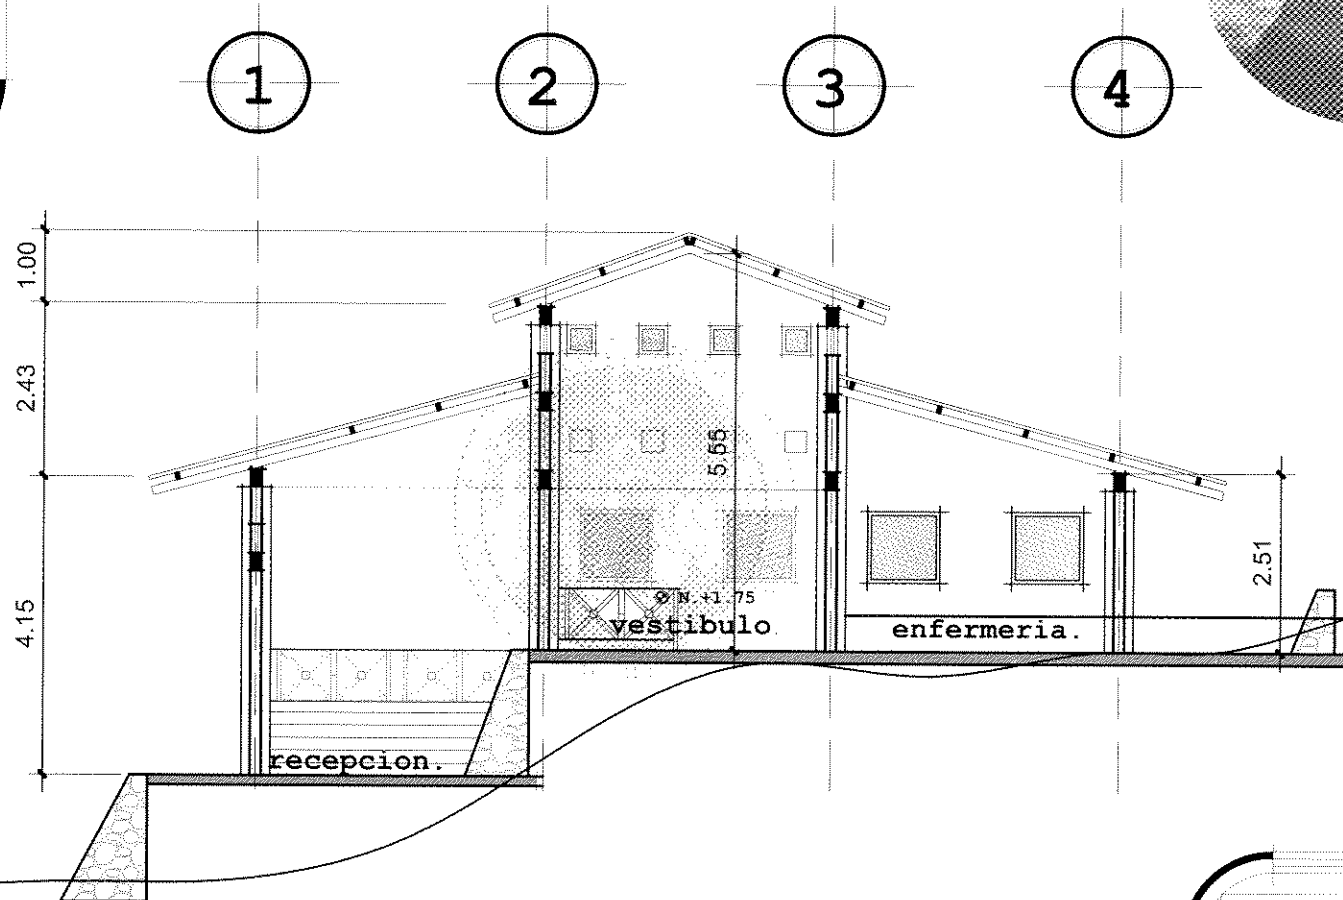 1 2 3 4
1.00
2.43
5.55
2.51
4.15
N +1.75
vestibulo
enfermeria.
recepcion.